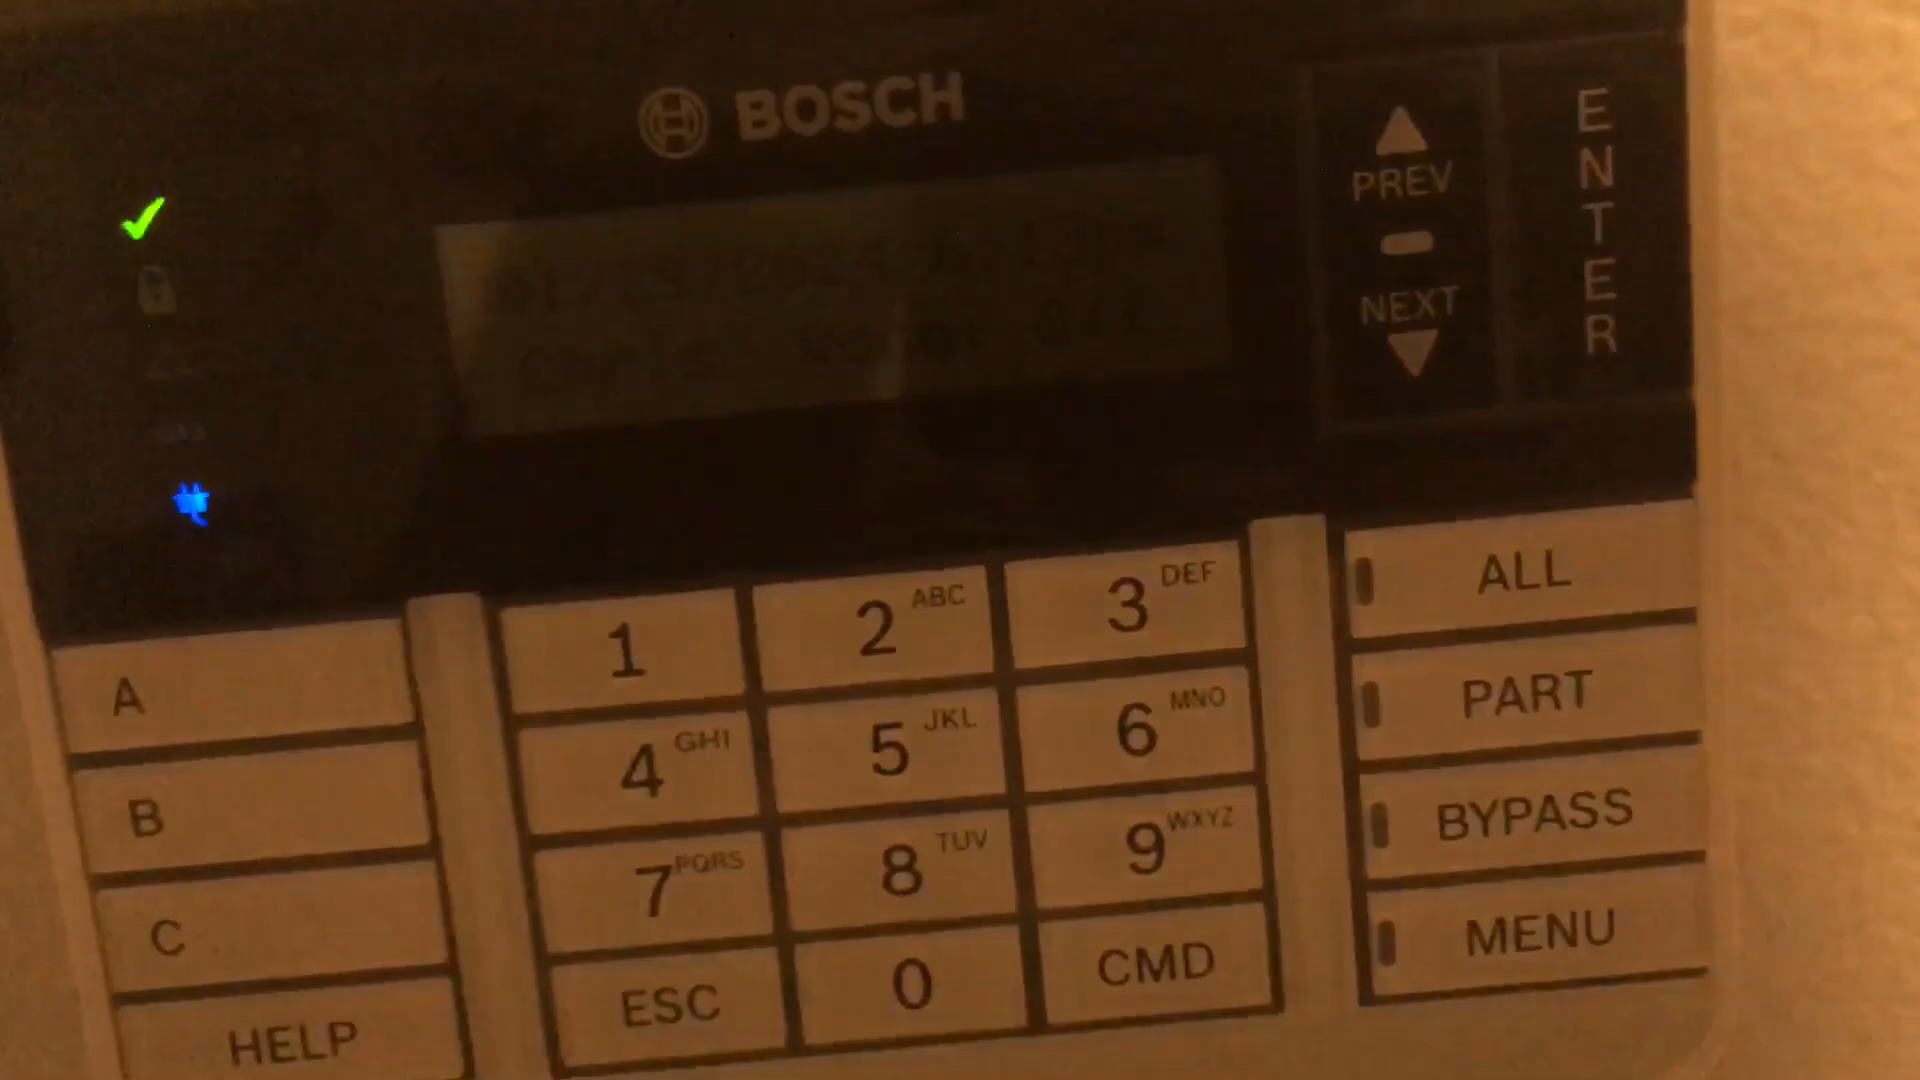 BOSCH
PREV
NEXT
ENTER
A
B
C
HELP
1
2 ABC
3 DEF
4 GHI
5 JKL
6 MNO
7 PQRS
8 TUV
9 WXYZ
ESC
0
CMD
ALL
PART
BYPASS
MENU